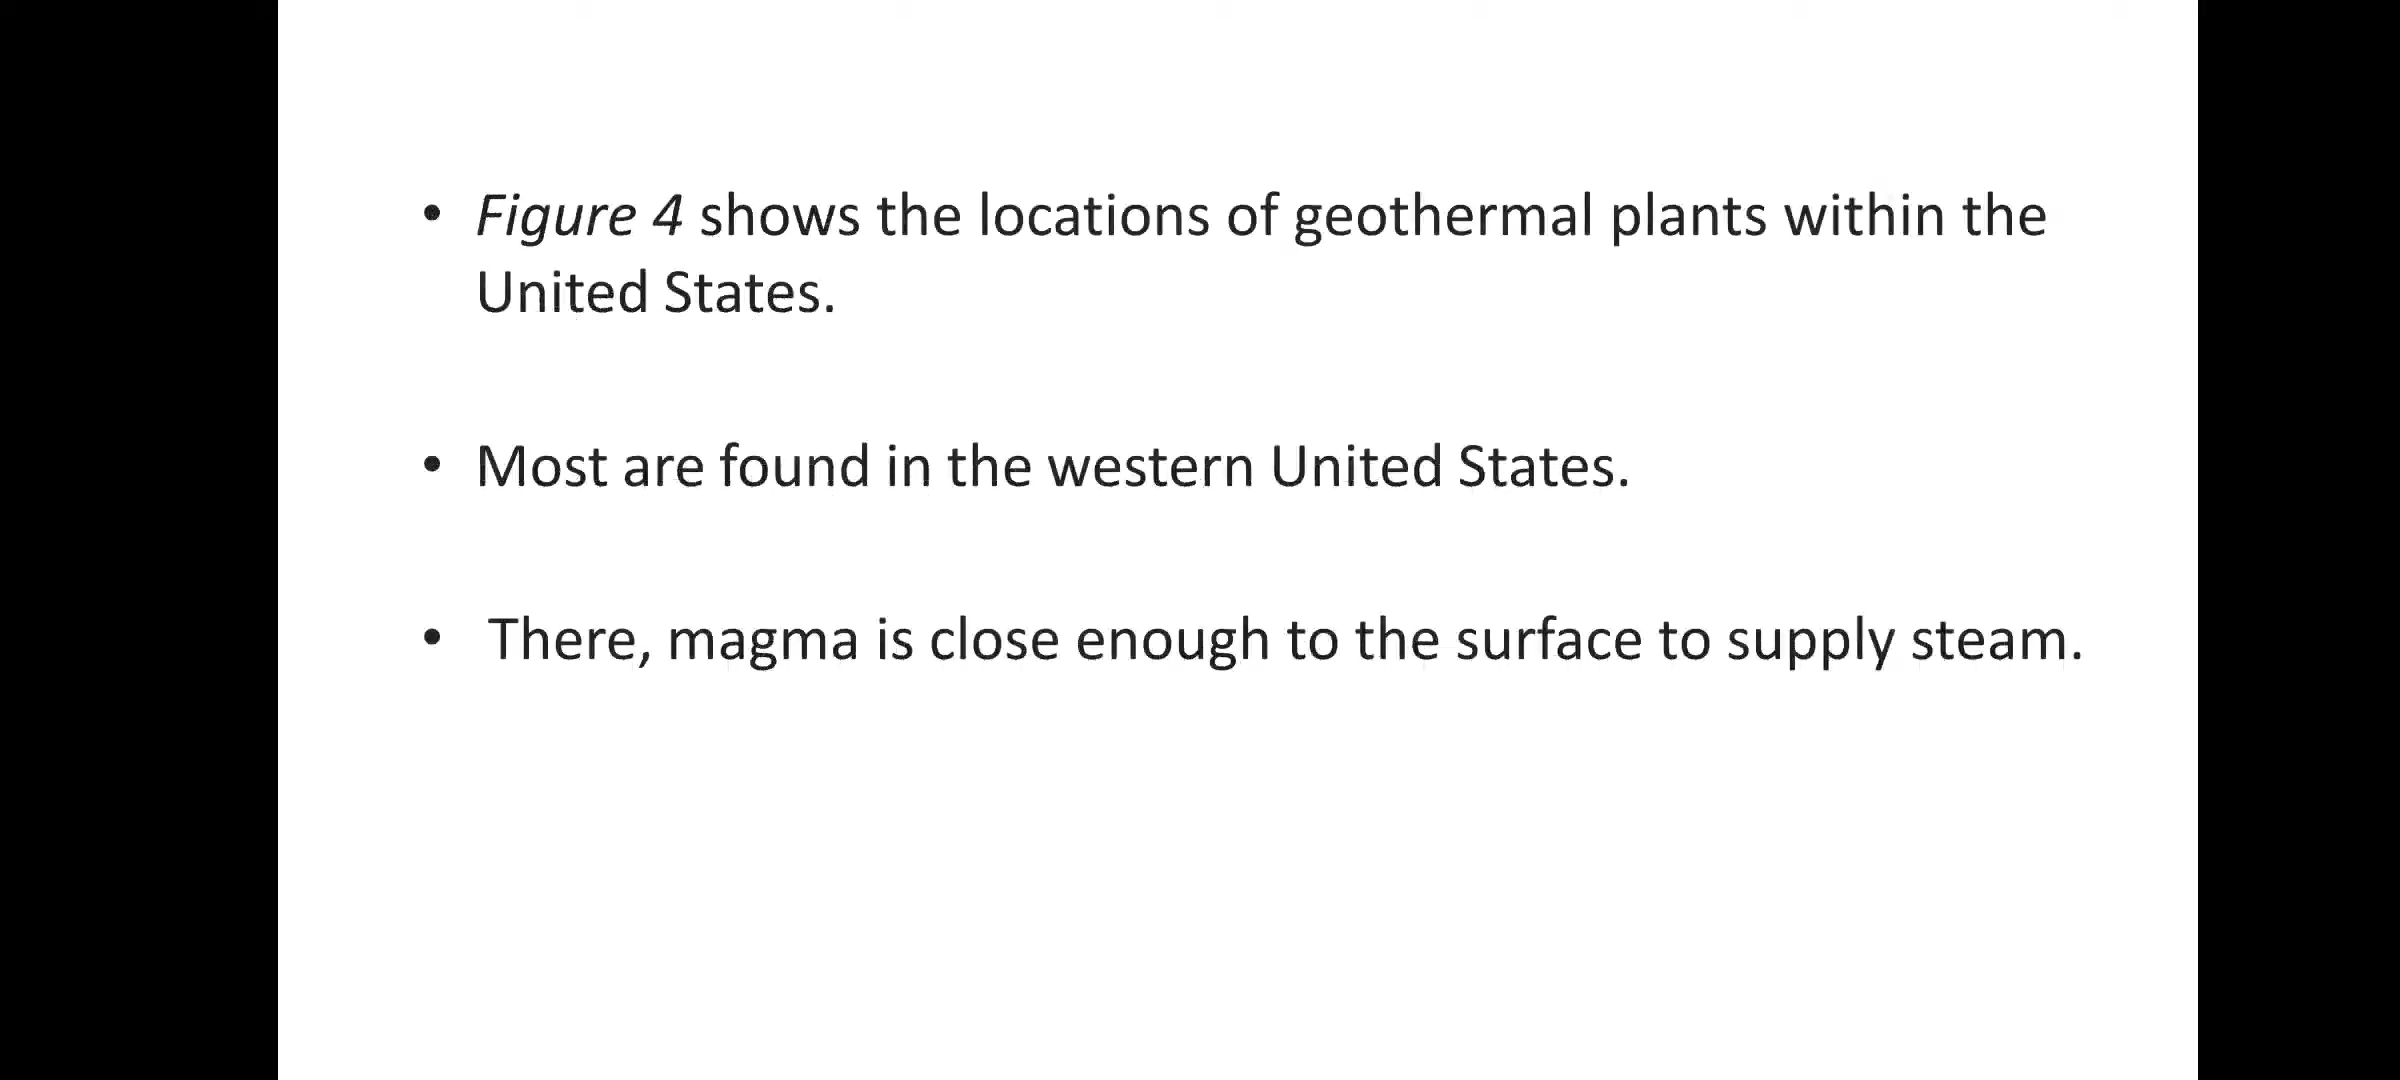 • Figure 4 shows the locations of geothermal plants within the
United States.
• Most are found in the western United States.
• There, magma is close enough to the surface to supply steam.